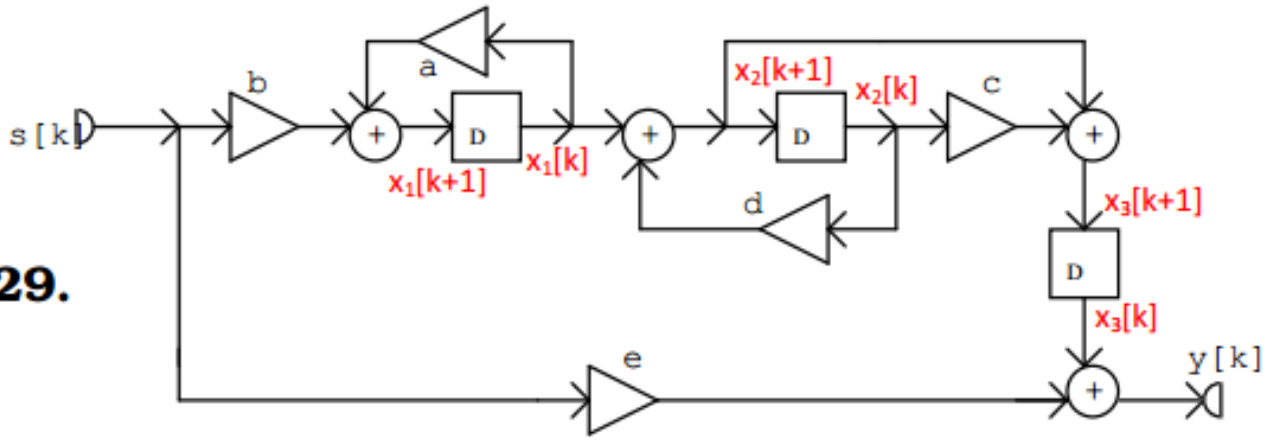 a
b
x₂[k+1]
x₂[k]
c
s[k]
+
D
+
D
+
x₁[k+1]
x₁[k]
d
x₃[k+1]
29.
D
x₃[k]
e
y[k]
+